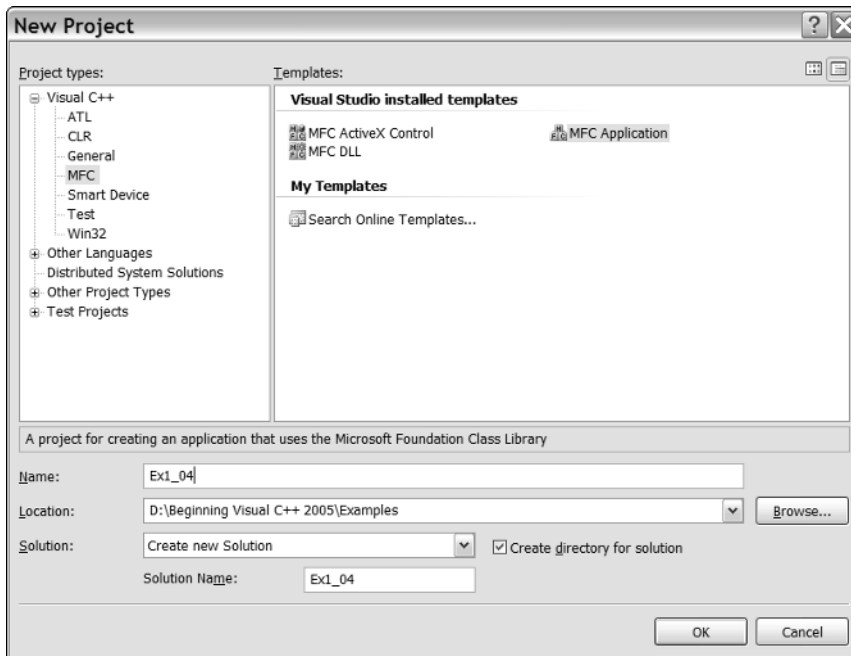 New Project
Project types:
Templates:
Visual C++
ATL
CLR
General
MFC
Smart Device
Test
Win32
Other Languages
Distributed System Solutions
Other Project Types
Test Projects
Visual Studio installed templates
MFC ActiveX Control
MFC Application
MFC DLL
My Templates
Search Online Templates...
A project for creating an application that uses the Microsoft Foundation Class Library
Name: Ex1_04
Location: D:\Beginning Visual C++ 2005\Examples Browse...
Solution: Create new Solution Create directory for solution
Solution Name: Ex1_04
OK Cancel